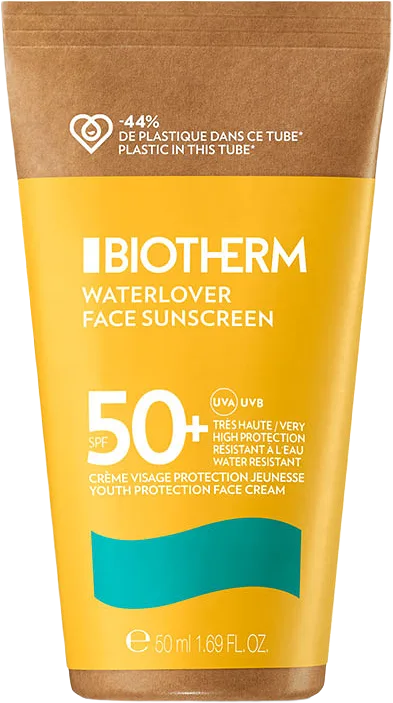 -44%
DE PLASTIQUE DANS CE TUBE*
PLASTIC IN THIS TUBE*
BIOTHERM
WATERLOVER
FACE SUNSCREEN
SPF 50+
UVA UVB
TRÈS HAUTE / VERY
HIGH PROTECTION
RÉSISTANT À L'EAU
WATER RESISTANT
CRÈME VISAGE PROTECTION JEUNESSE
YOUTH PROTECTION FACE CREAM
℮ 50 ml 1.69 FL. OZ.